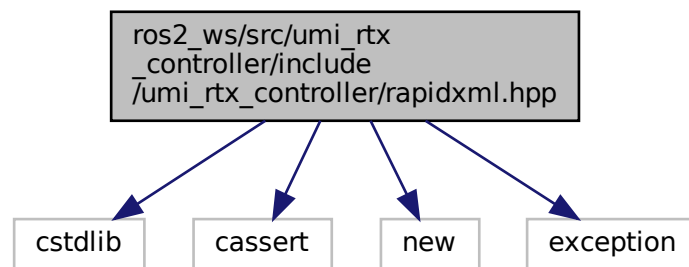 ros2_ws/src/umi_rtx
_controller/include
/umi_rtx_controller/rapidxml.hpp
cstdlib
cassert
new
exception